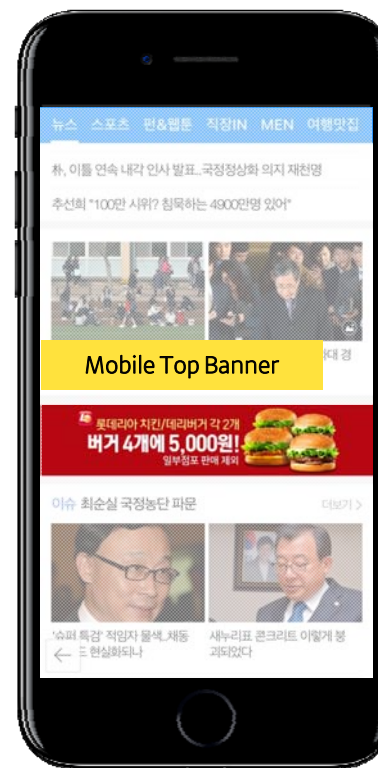 뉴스 스포츠 펀&웹툰 직장IN MEN 여행맛집
朴, 이틀 연속 내각 인사 발표..국정정상화 의지 재천명
추선희 "100만 시위? 침묵하는 4900만명 있어"
대 경
Mobile Top Banner
롯데리아 치킨/데리버거 각 2개
버거 4개에 5,000원!
일부점포 판매 제외
이슈 최순실 국정농단 파문
더보기 >
'슈퍼 특검' 적임자 물색..채동
도 현실화되나
새누리표 콘크리트 이렇게 붕
괴되었다